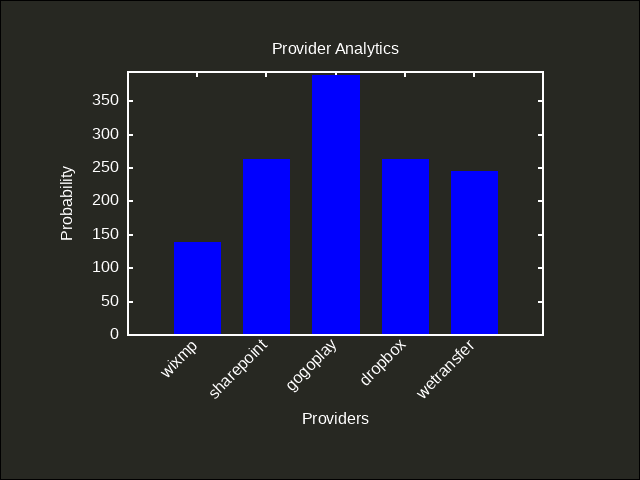 Provider Analytics
Probability
350
300
250
200
150
100
50
0
wixmp
sharepoint
gogoplay
dropbox
wetransfer
Providers